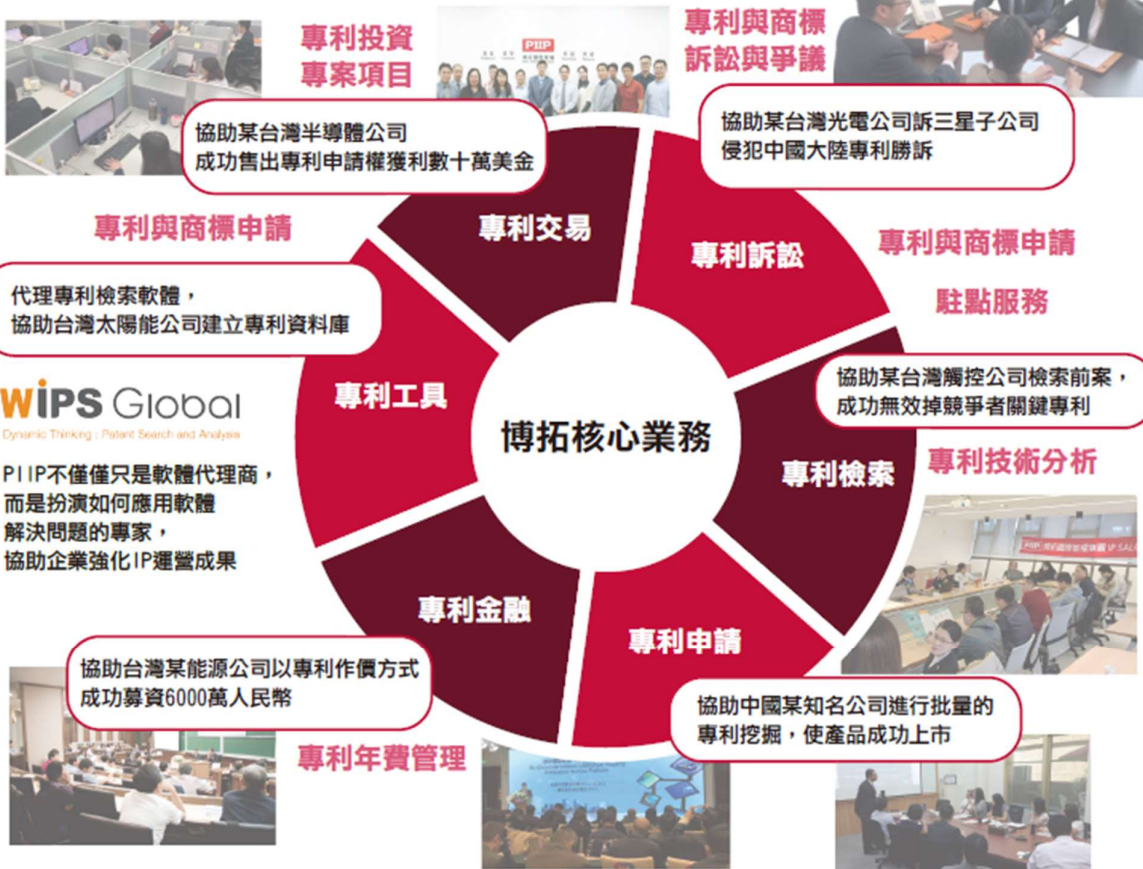 專利投資
專案項目
PIIP
專利與商標
訴訟與爭議
協助某台灣半導體公司
成功售出專利申請權獲利數十萬美金
協助某台灣光電公司訴三星子公司
侵犯中國大陸專利勝訴
專利與商標申請
專利交易
專利訴訟
專利與商標申請
駐點服務
代理專利檢索軟體，
協助台灣太陽能公司建立專利資料庫
專利工具
博拓核心業務
協助某台灣觸控公司檢索前案，
成功無效掉競爭者關鍵專利
WiPS Global
Dynamic Thinking : Patent Search and Analysis
專利檢索
專利技術分析
PIIP不僅僅只是軟體代理商，
而是扮演如何應用軟體
解決問題的專家，
協助企業強化IP運營成果
專利金融
專利申請
協助台灣某能源公司以專利作價方式
成功募資6000萬人民幣
協助中國某知名公司進行批量的
專利挖掘，使產品成功上市
專利年費管理